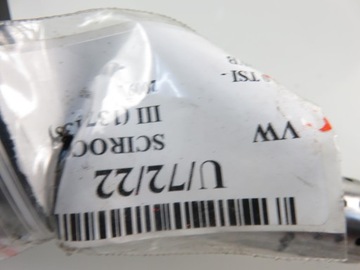 VW
SCIROC
III (137, 138)
TSI -
U/72/22